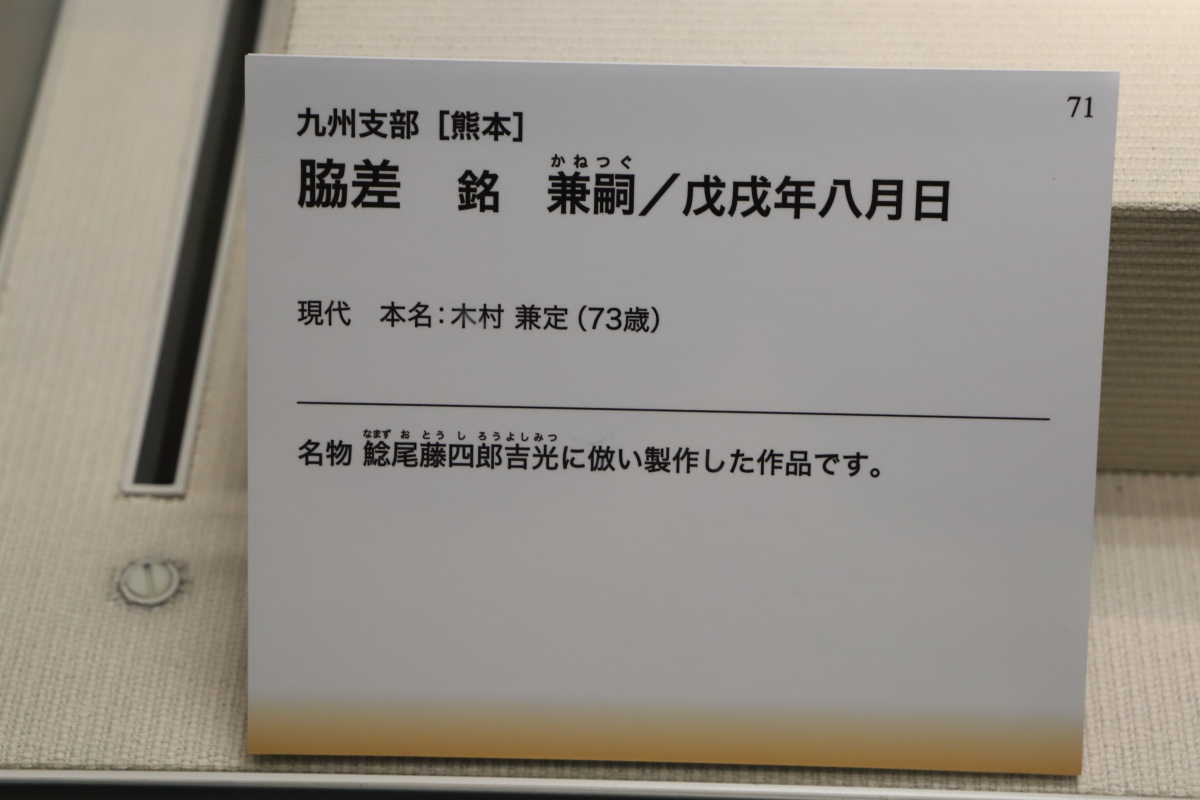 71
九州支部［熊本］
かねつぐ
脇差　銘　兼嗣／戊戌年八月日
現代　本名：木村 兼定（73歳）
なまず お とう し ろうよしみつ
名物 鯰尾藤四郎吉光に倣い製作した作品です。